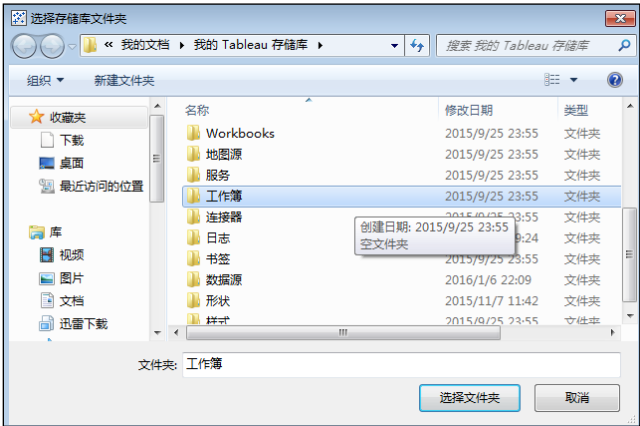 选择存储库文件夹
« 我的文档 ▸ 我的 Tableau 存储库 ▸
搜索 我的 Tableau 存储库
组织 ▼ 新建文件夹
收藏夹
下载
桌面
最近访问的位置
库
视频
图片
文档
迅雷下载
名称 修改日期 类型
Workbooks 2015/9/25 23:55 文件夹
地图源 2015/9/25 23:55 文件夹
服务 2015/9/25 23:55 文件夹
工作簿 2015/9/25 23:55 文件夹
连接器 文件夹
日志 9:24 文件夹
书签 2015/9/25 23:55 文件夹
数据源 2016/1/6 22:09 文件夹
形状 2015/11/7 11:42 文件夹
样式 2015/9/25 23:55 文件夹
创建日期: 2015/9/25 23:55
空文件夹
文件夹: 工作簿
选择文件夹 取消